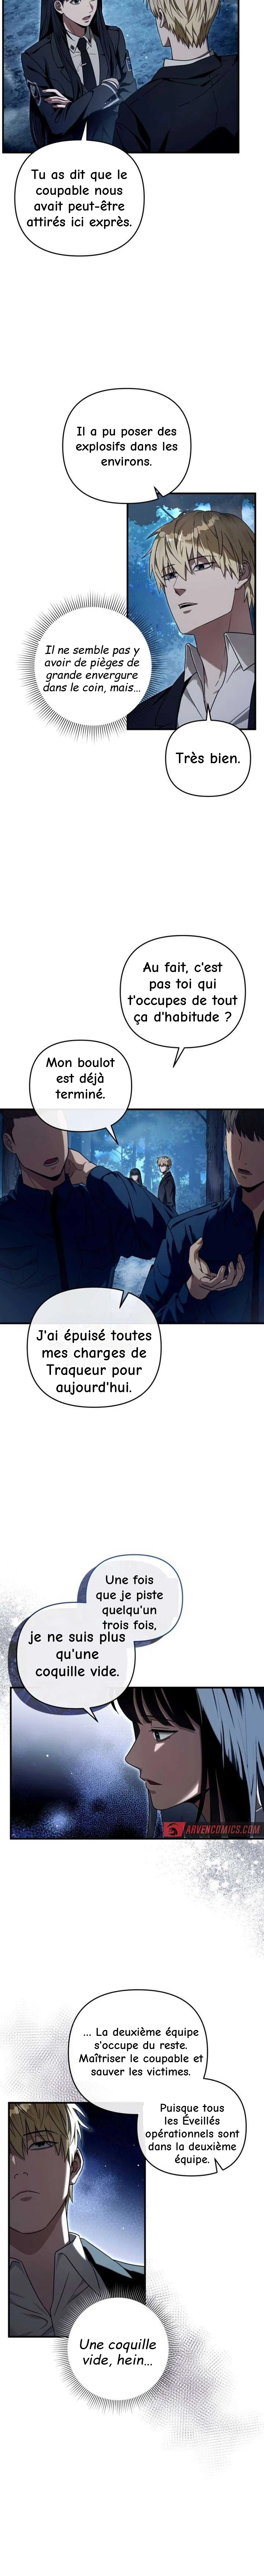 Tu as dit que le
coupable nous
avait peut-être
attirés ici exprès.
Il a pu poser des
explosifs dans les
environs.
Il ne semble pas y
avoir de pièges de
grande envergure
dans le coin, mais...
Très bien.
Au fait, c'est
pas toi qui
t'occupes de tout
ça d'habitude ?
Mon boulot
est déjà
terminé.
J'ai épuisé toutes
mes charges de
Traqueur pour
aujourd'hui.
Une fois
que je piste
quelqu'un
trois fois,
je ne suis plus
qu'une
coquille vide.
ARVENCOMICS.COM
... La deuxième équipe
s'occupe du reste.
Maîtriser le coupable et
sauver les victimes.
Puisque tous
les Éveillés
opérationnels sont
dans la deuxième
équipe.
Une coquille
vide, hein...